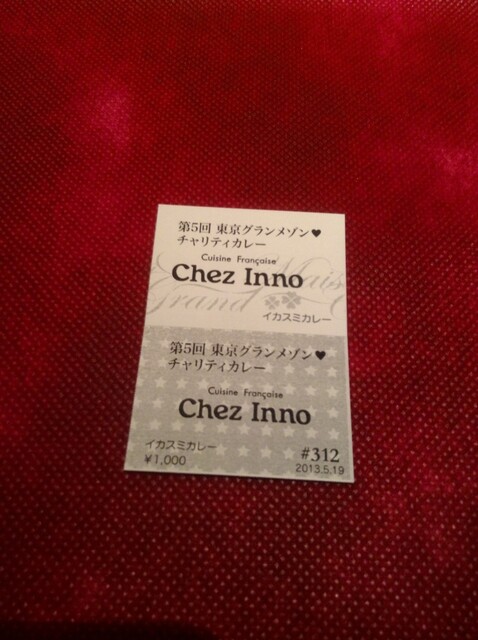 第5回 東京グランメゾン♥
チャリティカレー
Cuisine Française
Chez Inno
Grand Mais
イカスミカレー
第5回 東京グランメゾン♥
チャリティカレー
Cuisine Française
Chez Inno
イカスミカレー
¥1,000
#312
2013.5.19